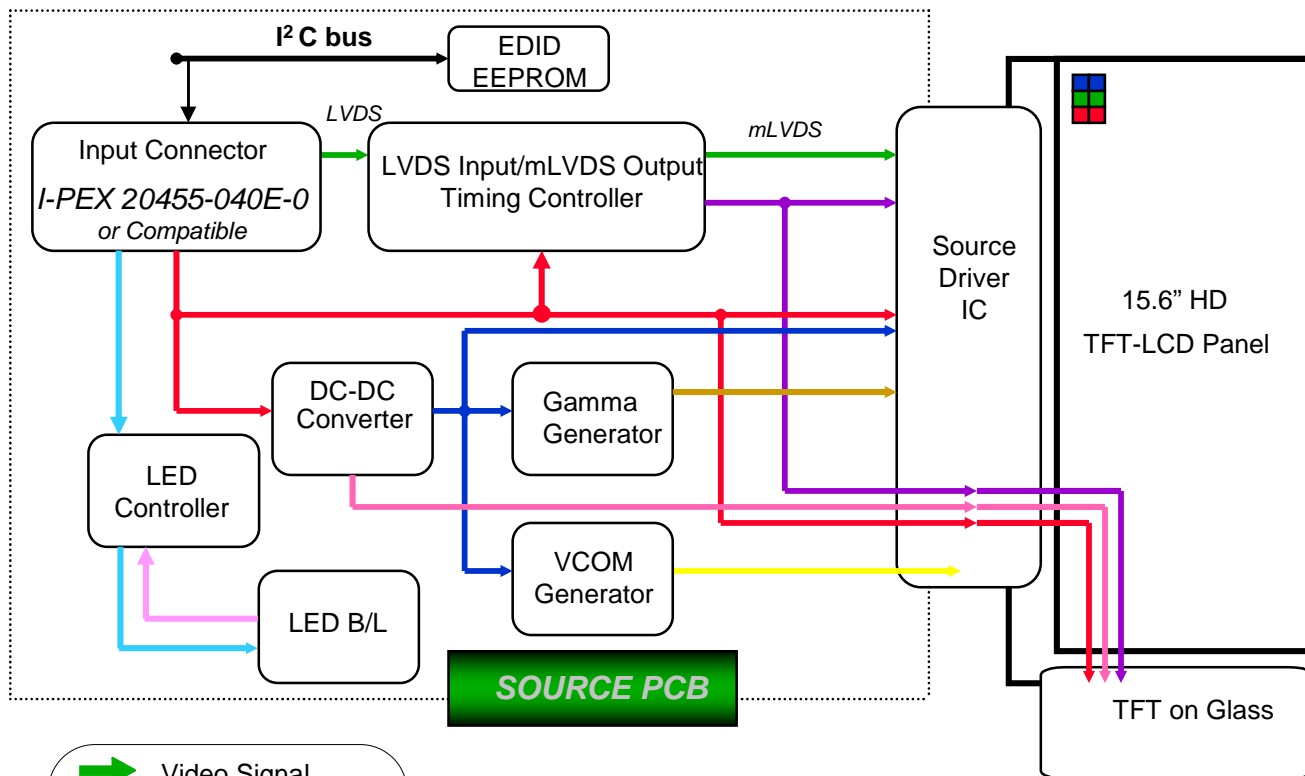 I² C bus
EDID
EEPROM
LVDS
mLVDS
Input Connector
I-PEX 20455-040E-0
or Compatible
LVDS Input/mLVDS Output
Timing Controller
Source
Driver
IC
15.6” HD
TFT-LCD Panel
DC-DC
Converter
Gamma
Generator
LED
Controller
VCOM
Generator
LED B/L
SOURCE PCB
TFT on Glass
Video Signal